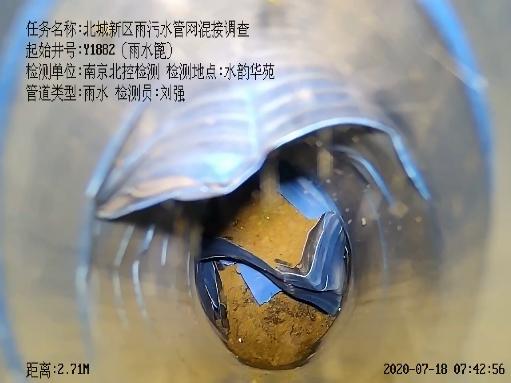 任务名称:北城新区雨污水管网混接调查
起始井号:Y1882 (雨水篦)
检测单位:南京北控检测 检测地点:水韵华苑
管道类型:雨水 检测员:刘强
距离:2.71M
2020-07-18 07:42:56